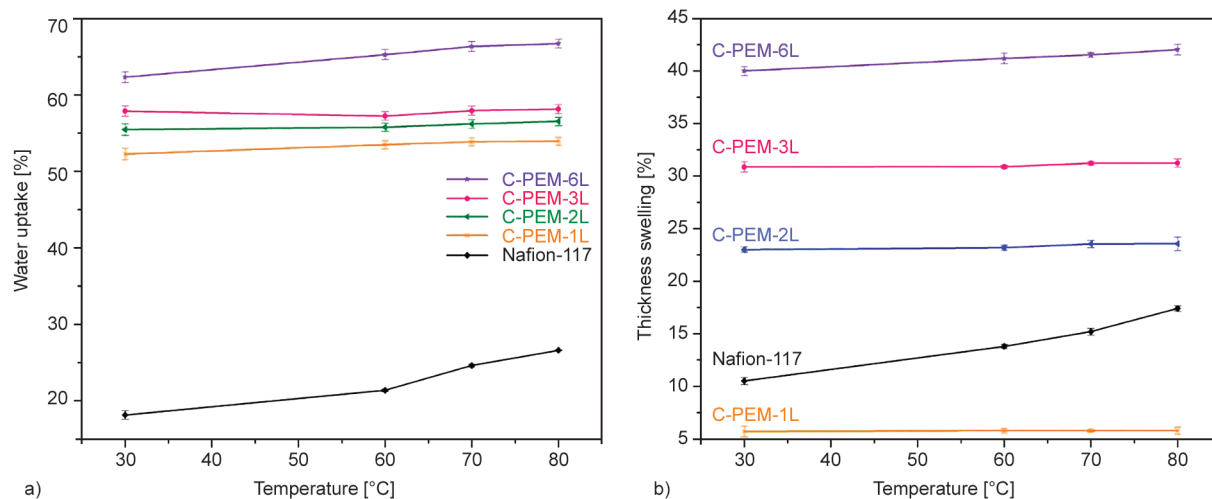 70
60
50
40
30
20
Water uptake [%]
C-PEM-6L
C-PEM-3L
C-PEM-2L
C-PEM-1L
Nafion-117
30 40 50 60 70 80
Temperature [°C]
a)
45
40
35
30
25
20
15
10
5
Thickness swelling [%]
C-PEM-6L
C-PEM-3L
C-PEM-2L
Nafion-117
C-PEM-1L
30 40 50 60 70 80
Temperature [°C]
b)